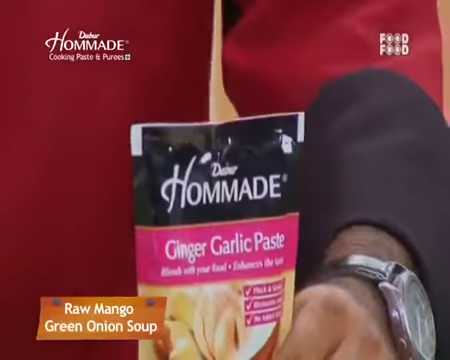 Dabur
HOMMADE®
Cooking Paste & Purees
FOOD
FOOD
Dabur
HOMMADE®
Ginger Garlic Paste
Blends with your food • Enhances the
Raw Mango
Green Onion Soup